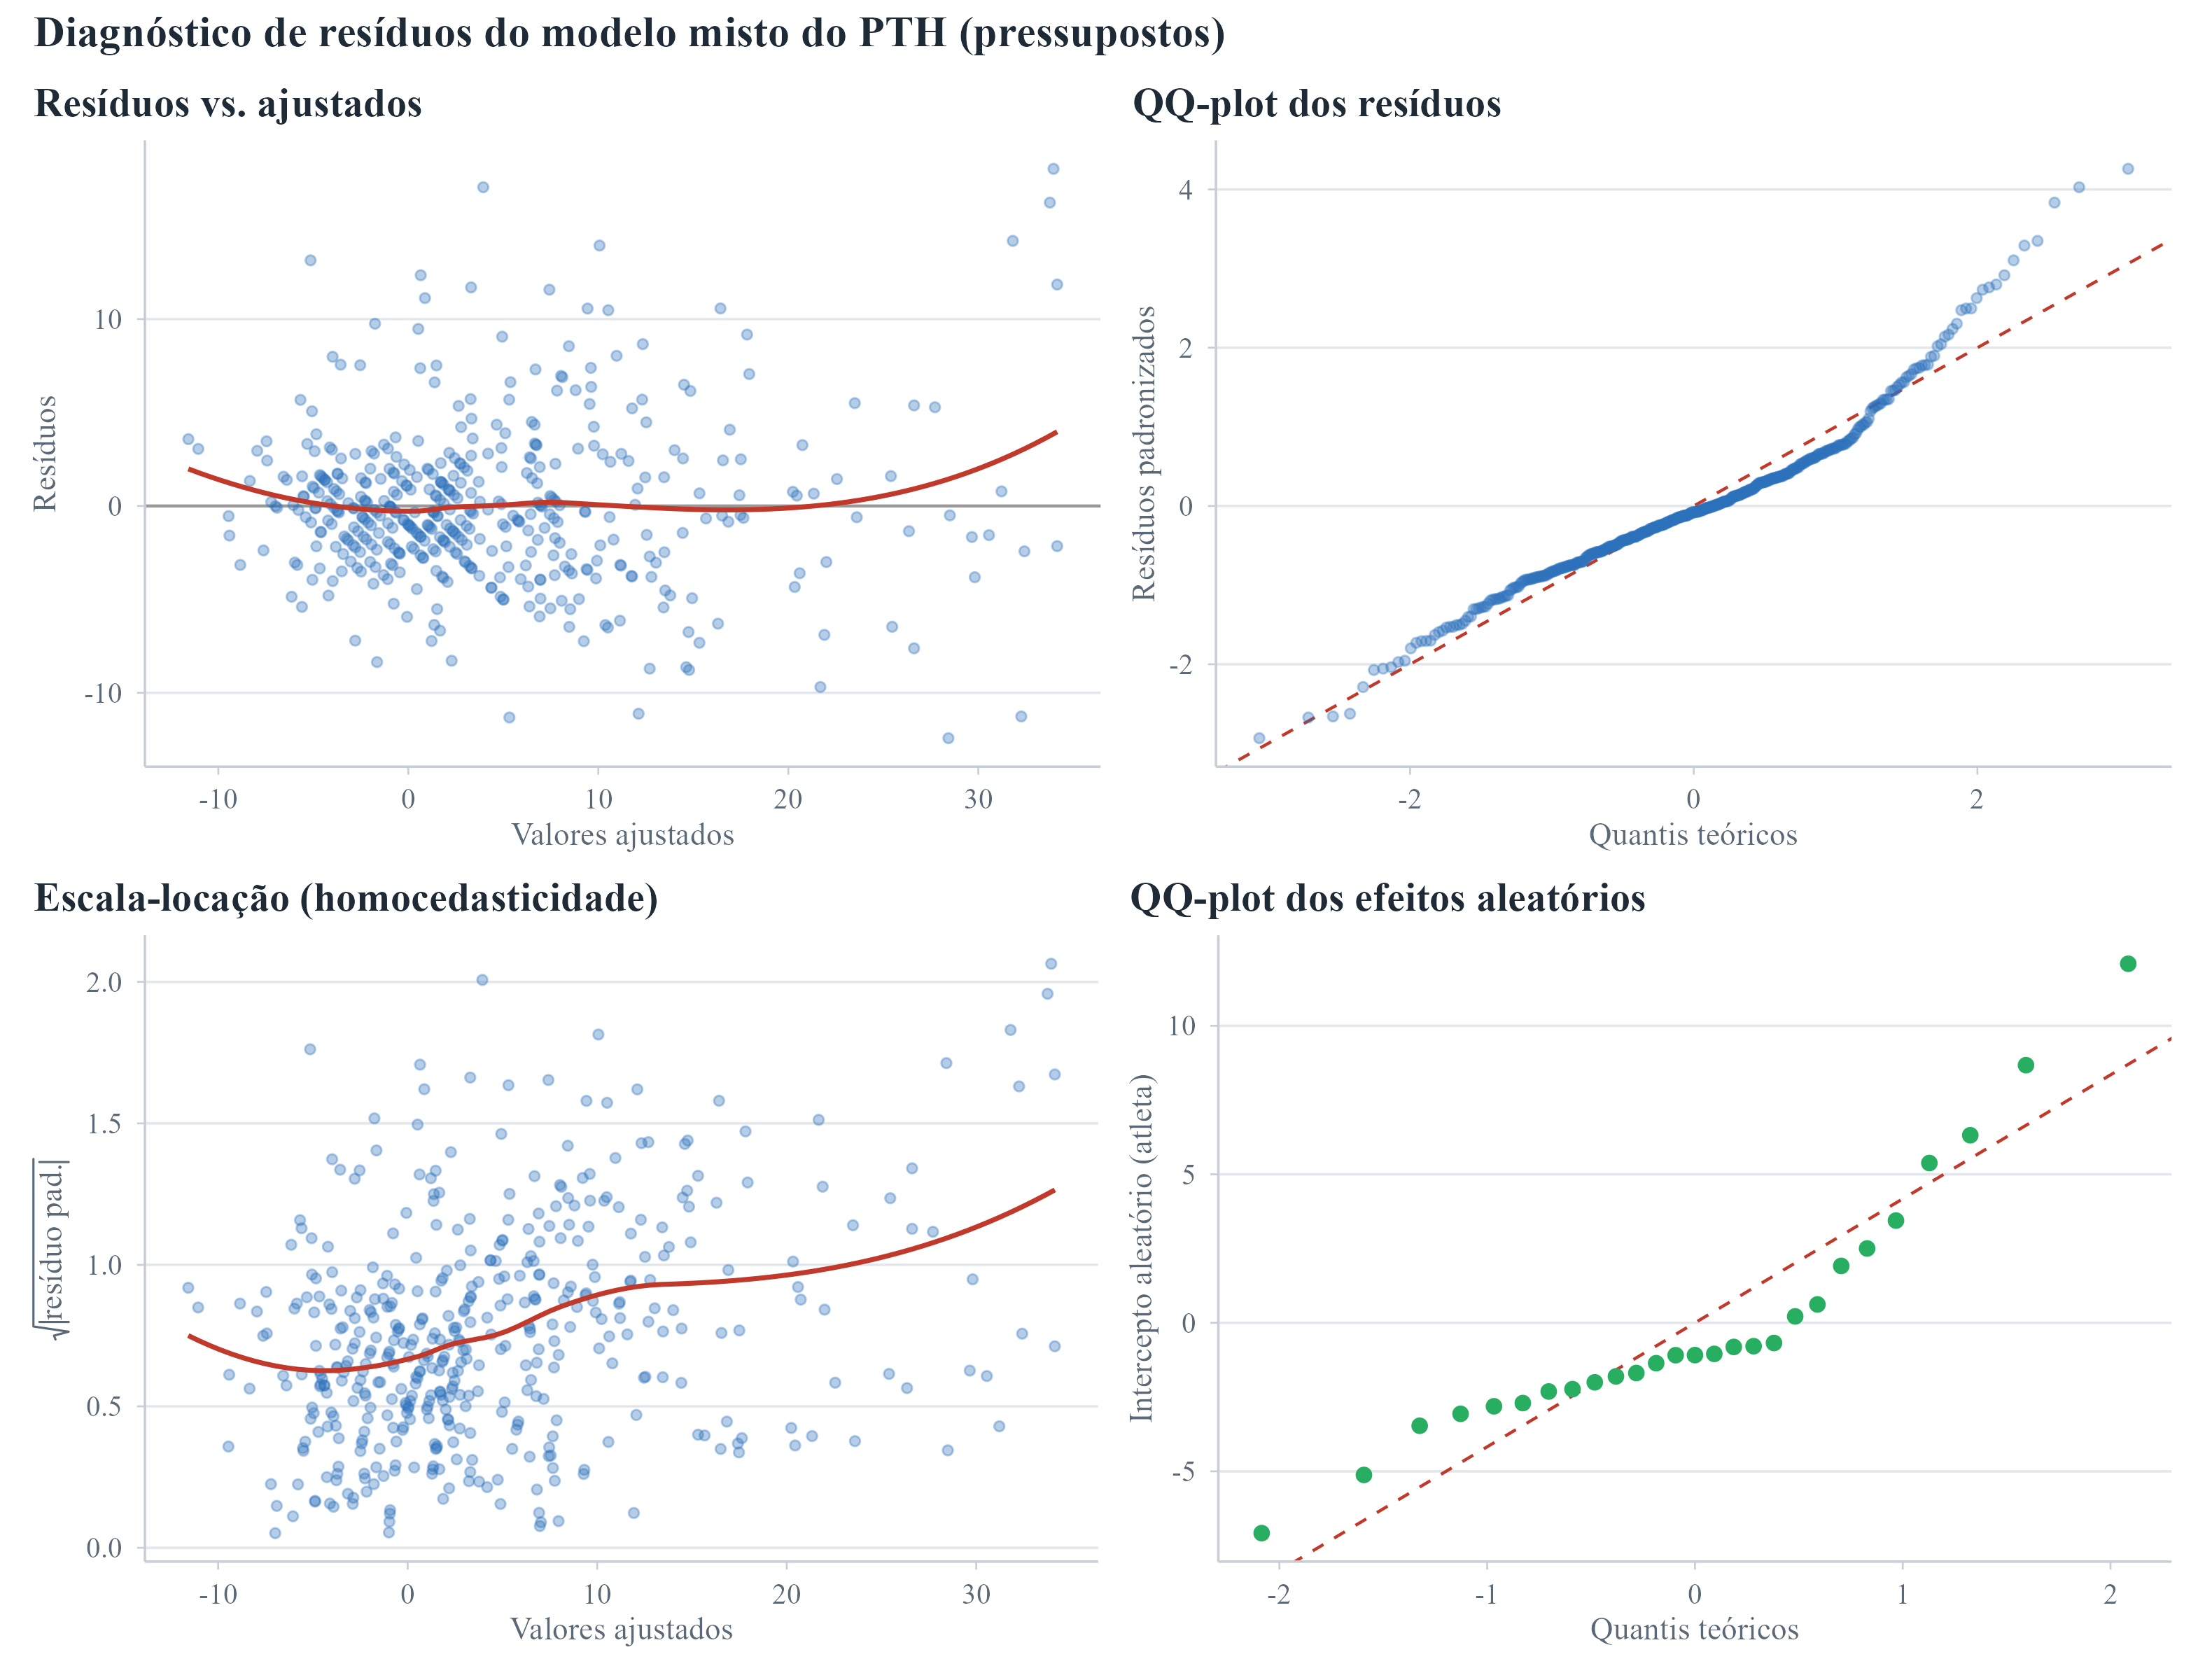 Diagnóstico de resíduos do modelo misto do PTH (pressupostos)
Resíduos vs. ajustados
Resíduos
10
0
-10
-10
0
10
20
30
Valores ajustados
QQ-plot dos resíduos
Resíduos padronizados
4
2
0
-2
-2
0
2
Quantis teóricos
Escala-locação (homocedasticidade)
√|resíduo pad.|
2.0
1.5
1.0
0.5
0.0
-10
0
10
20
30
Valores ajustados
QQ-plot dos efeitos aleatórios
Intercepto aleatório (atleta)
10
5
0
-5
-2
-1
0
1
2
Quantis teóricos